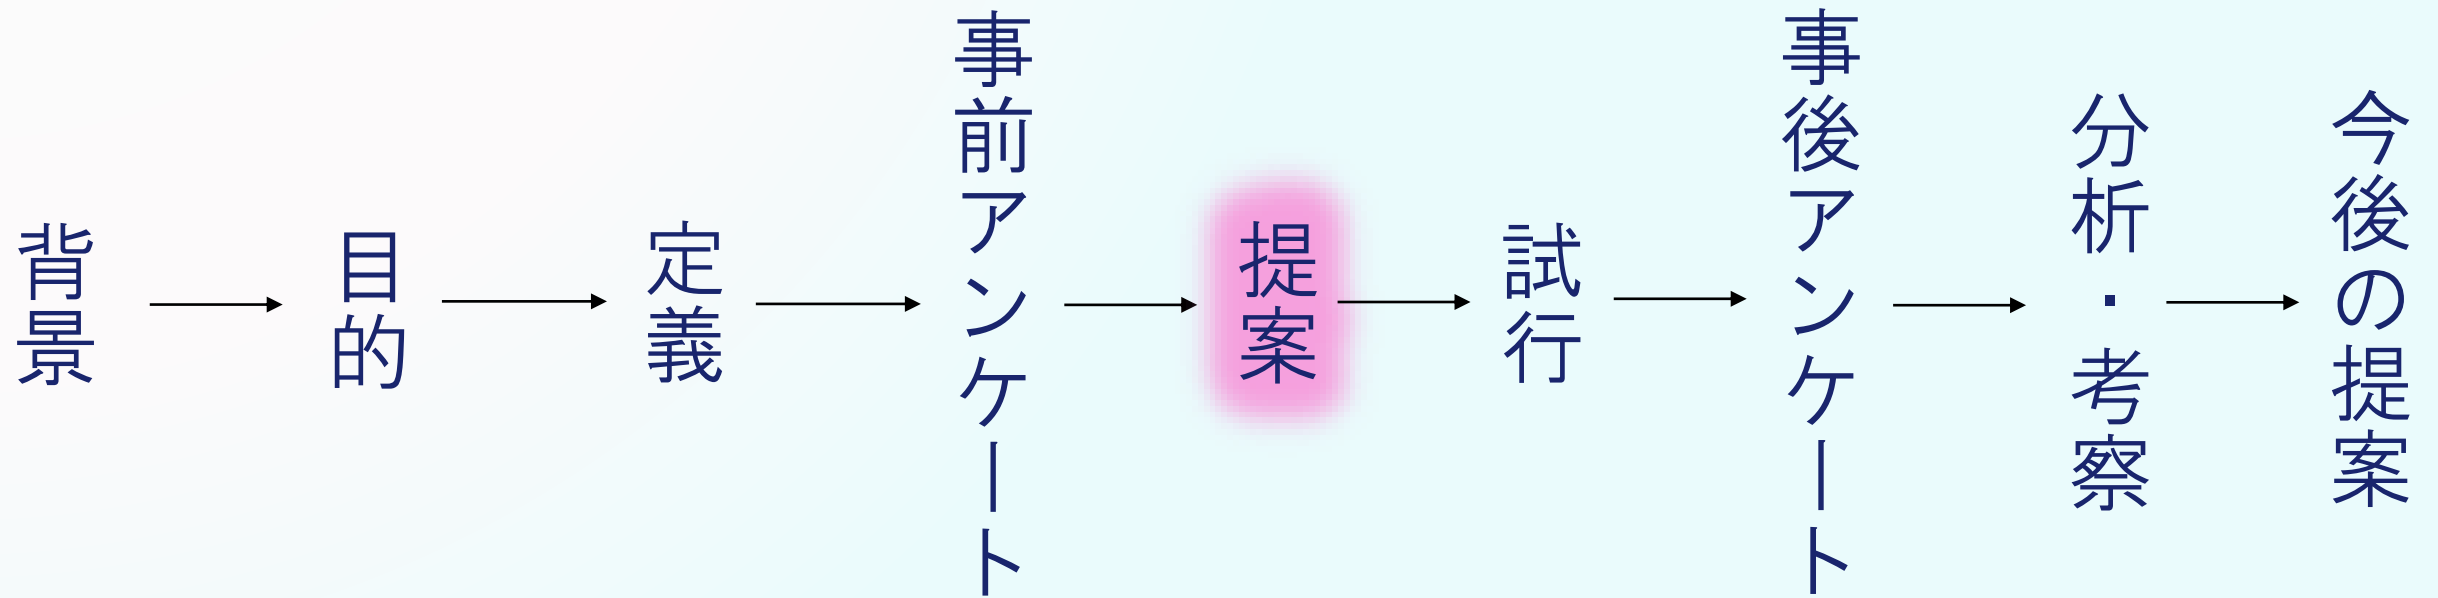 背景
目的
定義
事前アンケート
提案
試行
事後アンケート
分析・考察
今後の提案